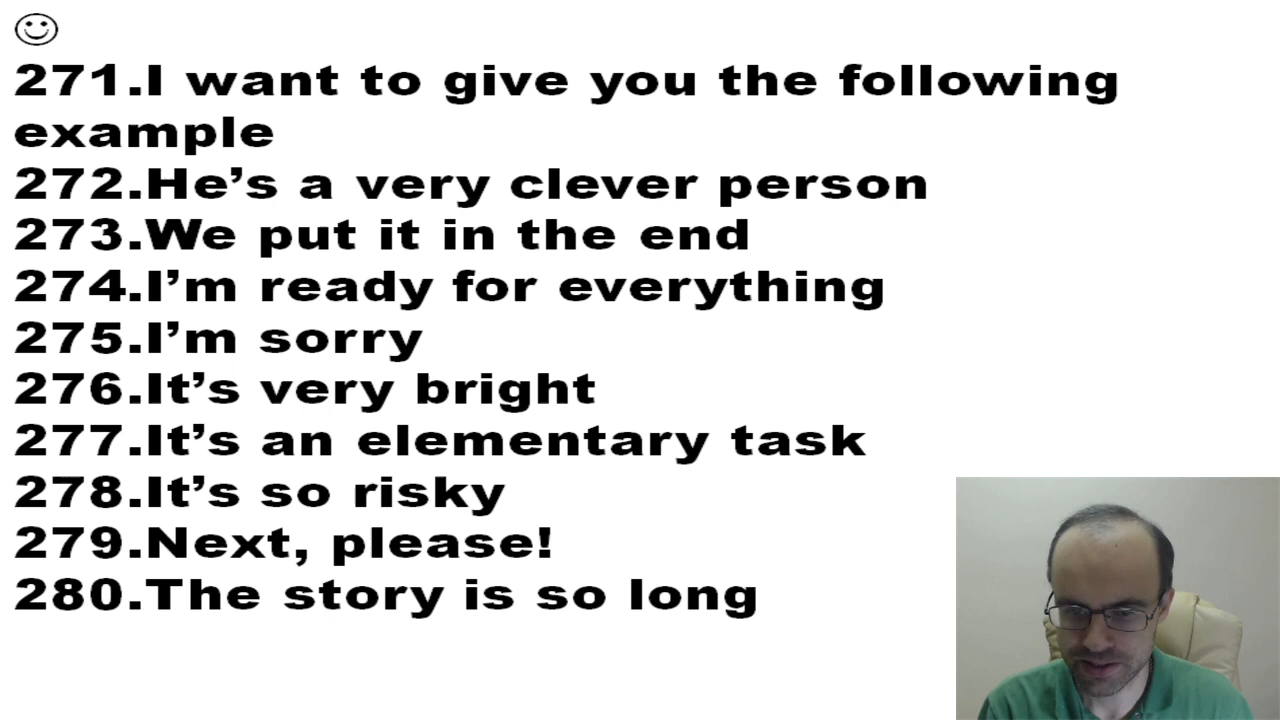 271.I want to give you the following
example
272.He’s a very clever person
273.We put it in the end
274.I’m ready for everything
275.I’m sorry
276.It’s very bright
277.It’s an elementary task
278.It’s so risky
279.Next, please!
280.The story is so long